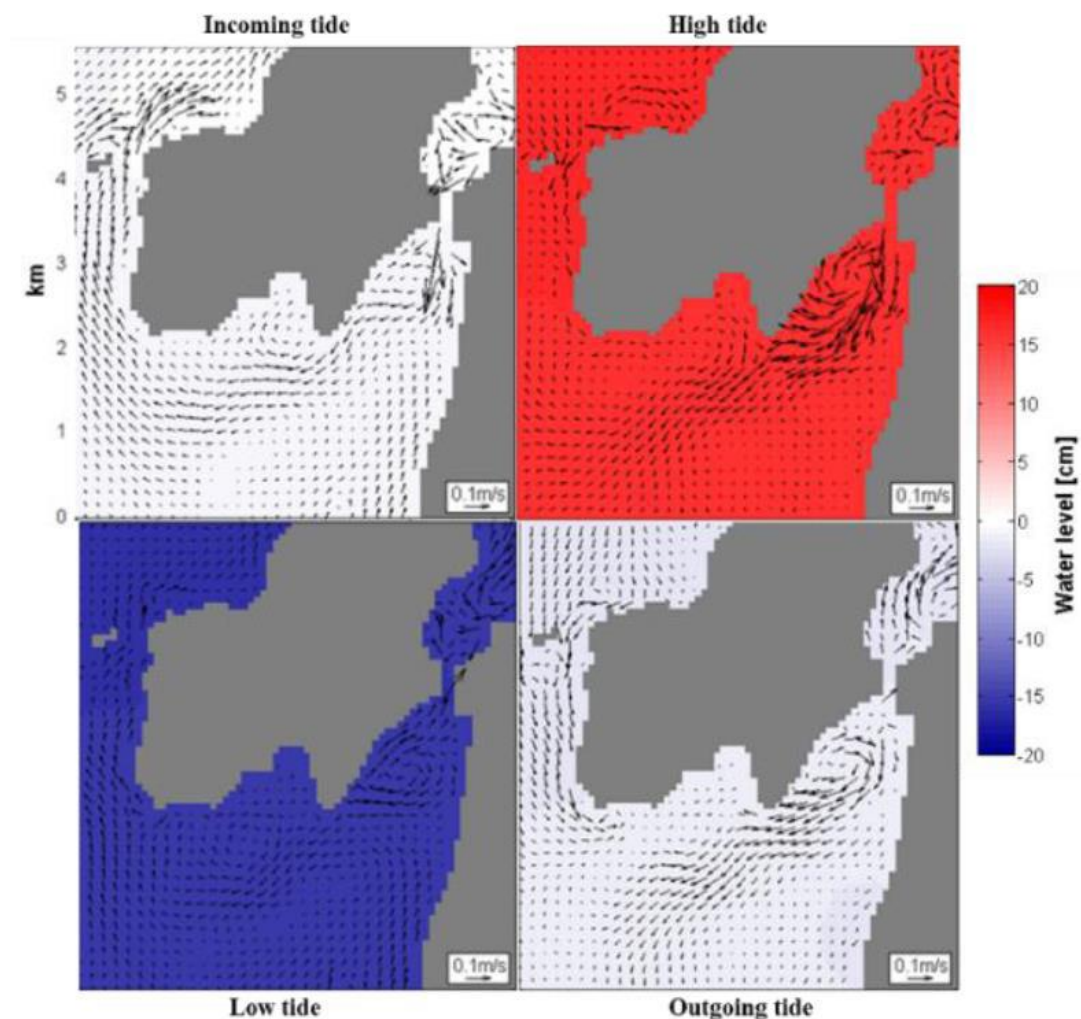 Incoming tide
High tide
km
5
4
3
2
1
0
0.1m/s
0.1m/s
20
15
10
5
0
-5
-10
-15
-20
Water level [cm]
0.1m/s
0.1m/s
Low tide
Outgoing tide